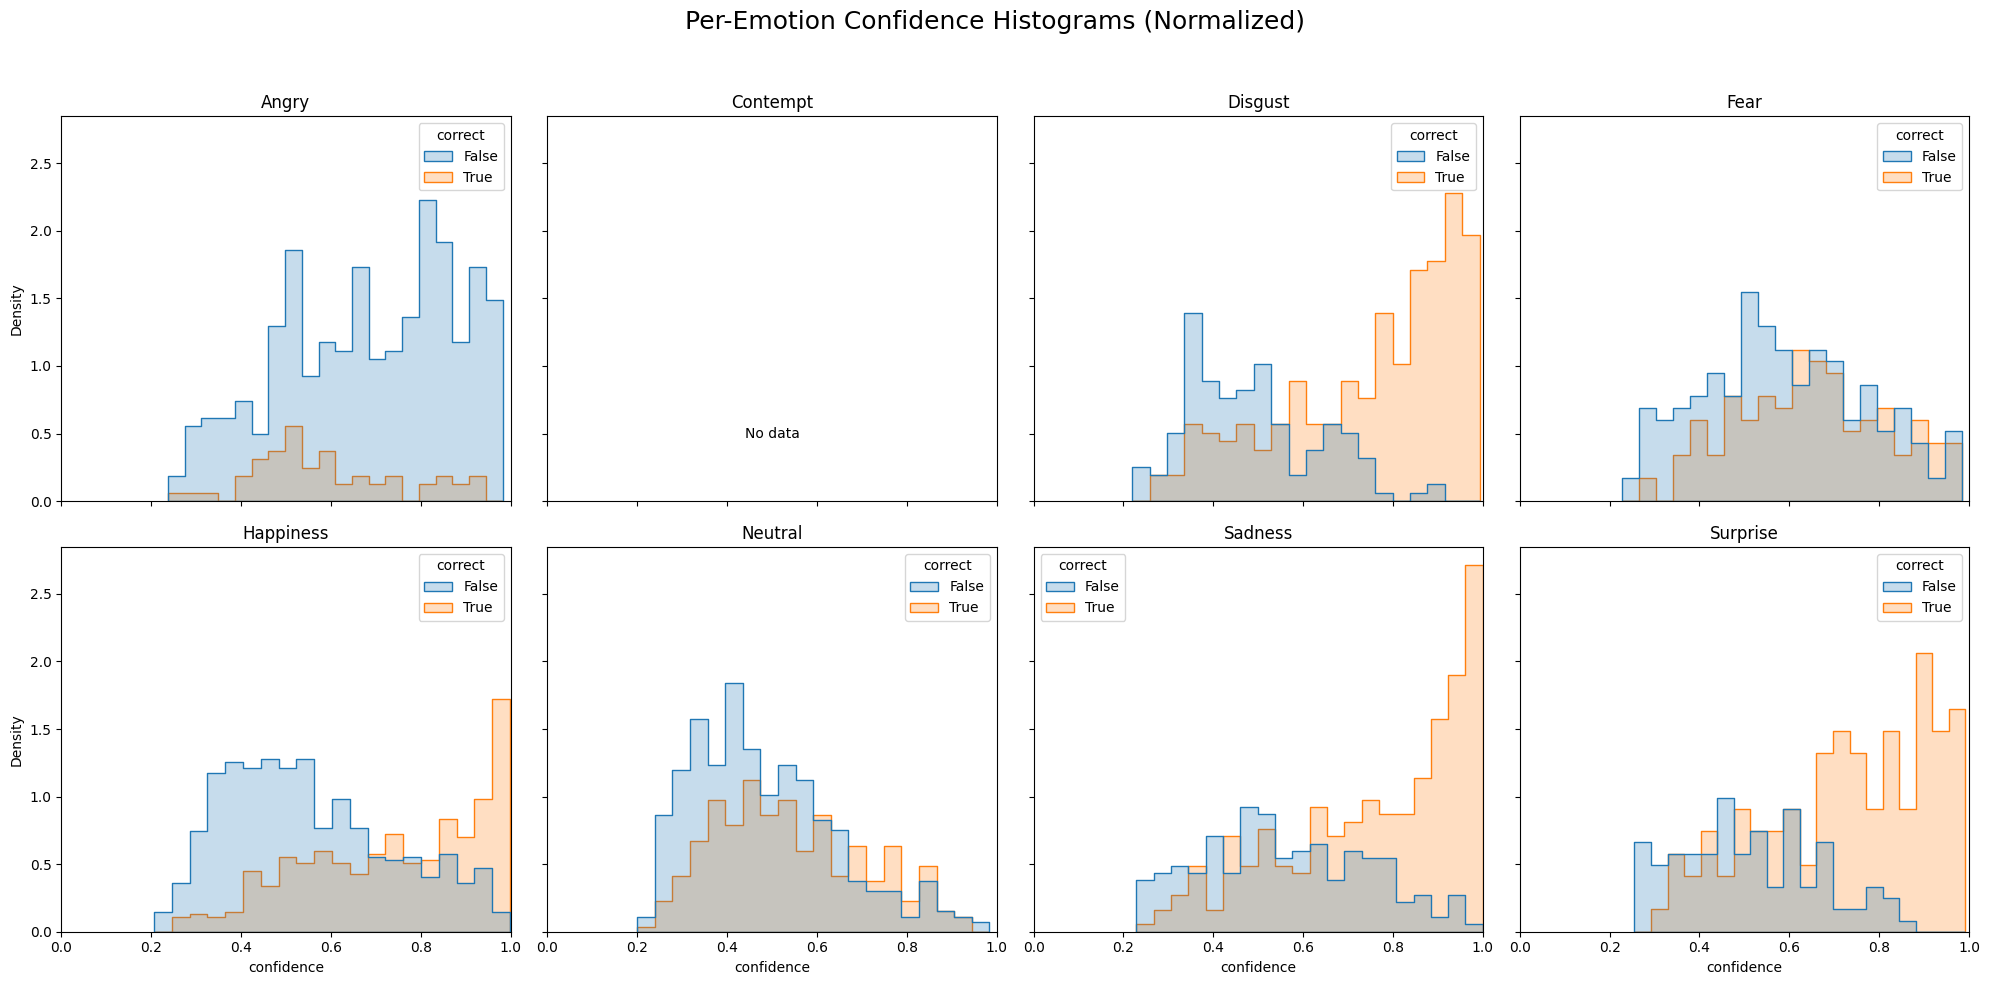 Per-Emotion Confidence Histograms (Normalized)
Angry
Contempt
Disgust
Fear
correct
False
True
correct
False
True
correct
False
True
2.5
2.0
1.5
1.0
0.5
0.0
Density
No data
Happiness
Neutral
Sadness
Surprise
correct
False
True
correct
False
True
correct
False
True
correct
False
True
2.5
2.0
1.5
1.0
0.5
0.0
Density
0.0 0.2 0.4 0.6 0.8 1.0
0.0 0.2 0.4 0.6 0.8 1.0
0.0 0.2 0.4 0.6 0.8 1.0
0.0 0.2 0.4 0.6 0.8 1.0
confidence
confidence
confidence
confidence